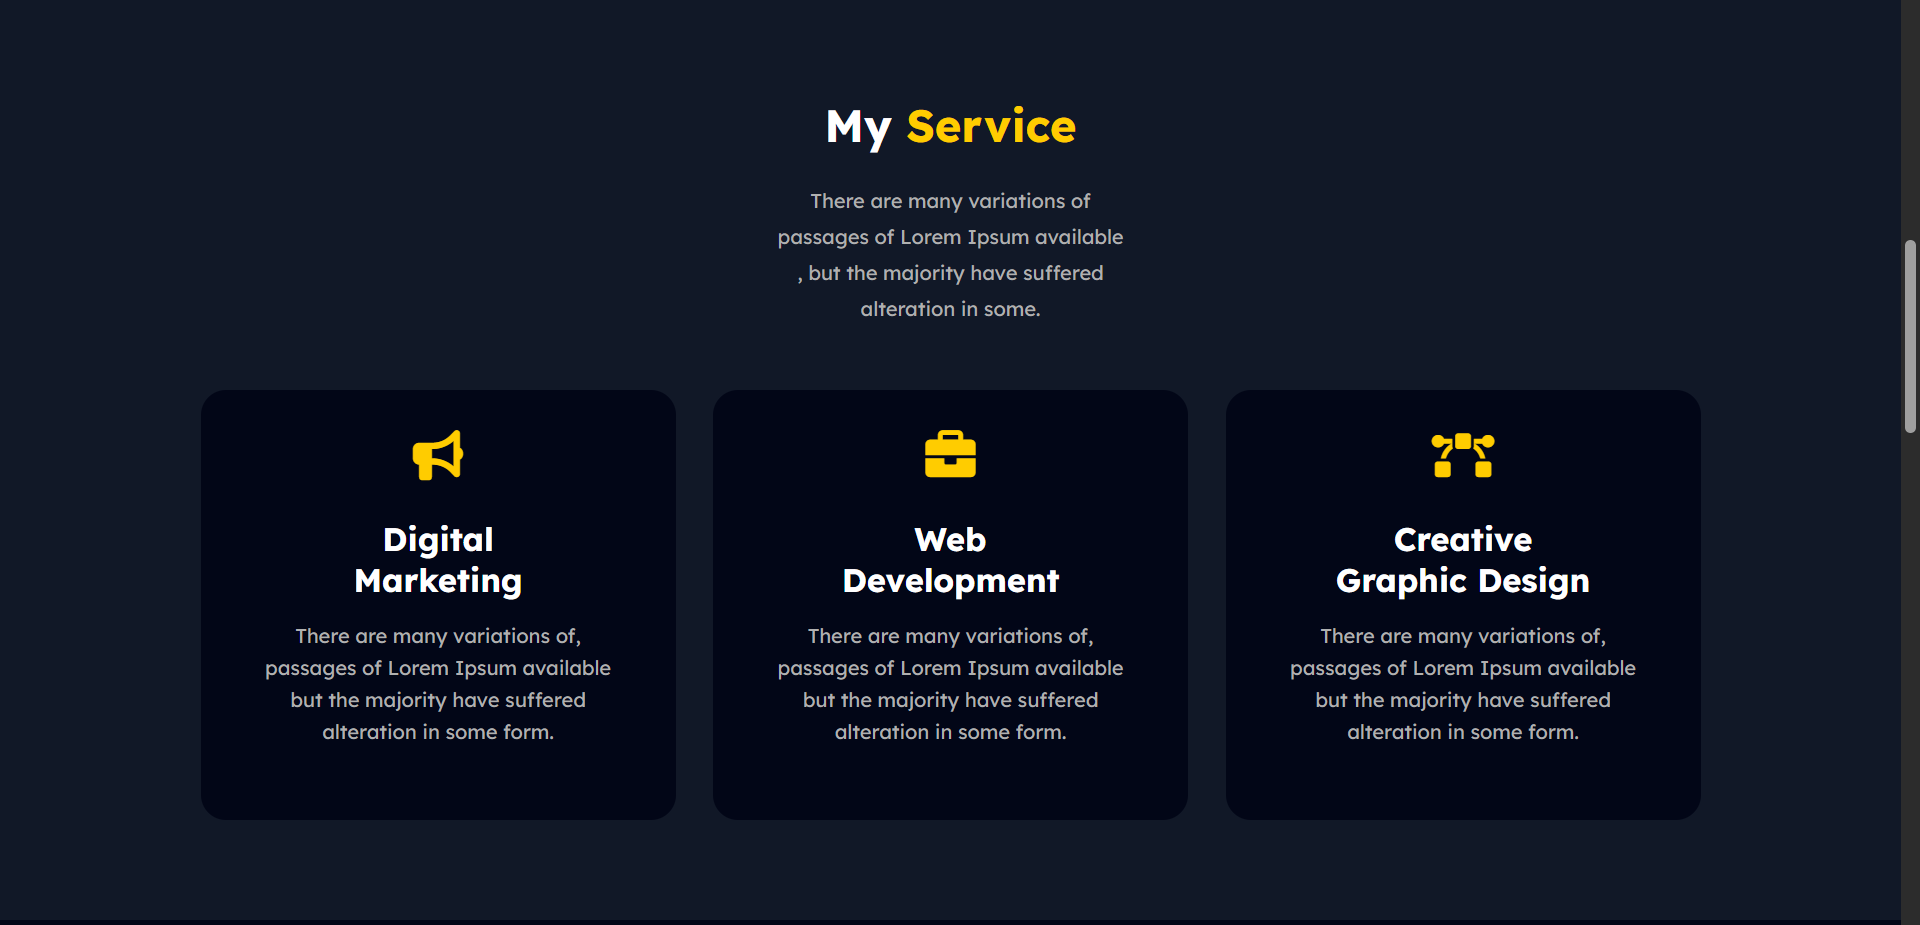 My Service
There are many variations of
passages of Lorem Ipsum available
, but the majority have suffered
alteration in some.
Digital
Marketing
There are many variations of,
passages of Lorem Ipsum available
but the majority have suffered
alteration in some form.
Web
Development
There are many variations of,
passages of Lorem Ipsum available
but the majority have suffered
alteration in some form.
Creative
Graphic Design
There are many variations of,
passages of Lorem Ipsum available
but the majority have suffered
alteration in some form.